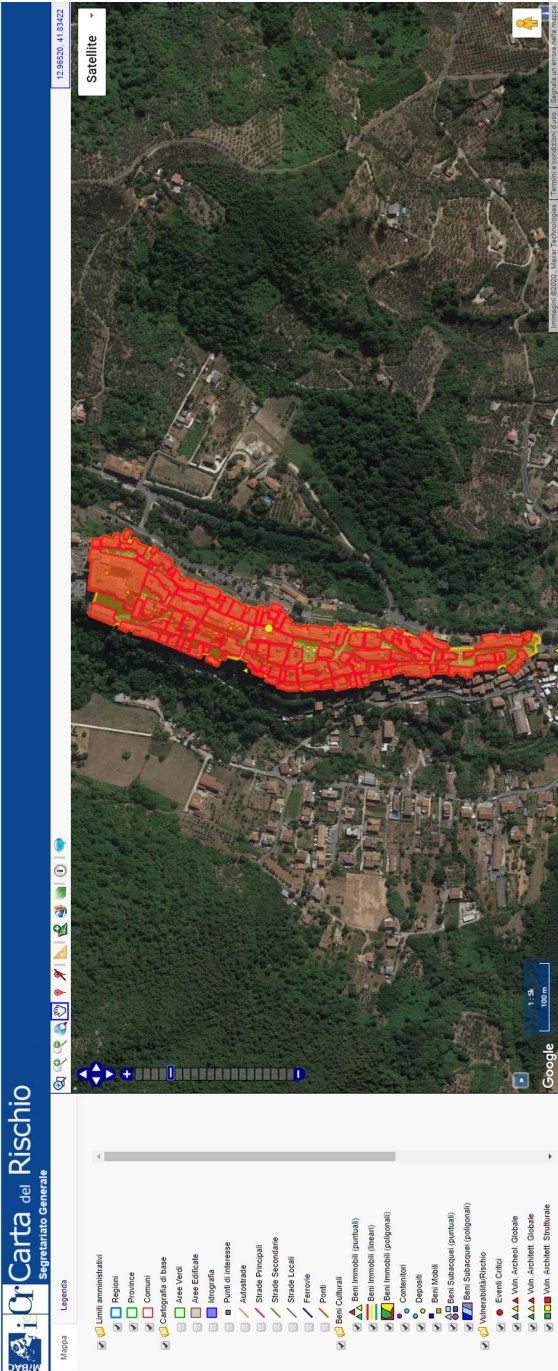 MiBAC
isCr Carta del Rischio
Segretariato Generale
12.96520, 41.83422
Mappa
Legenda
Limiti amministrativi
Regioni
Province
Comuni
Cartografia di base
Aree Verdi
Aree Edificate
Idrografia
Punti di interesse
Autostrade
Strade Principali
Strade Secondarie
Strade Locali
Ferrovie
Ponti
Beni Culturali
Beni Immobili (puntuali)
Beni Immobili (lineari)
Beni Immobili (poligonali)
Contenitori
Depositi
Beni Mobili
Beni Subacquei (puntuali)
Beni Subacquei (poligonali)
Vulnerabilità/Rischio
Eventi Critici
Vuln. Archeol. Globale
Vuln. Architett. Globale
Vuln. Architett. Strutturale
Satellite
1 : 5k
100 m
Google
Immagini ©2020 , Maxar Technologies
Termini e condizioni d'uso
Segnala un errore nella mappa